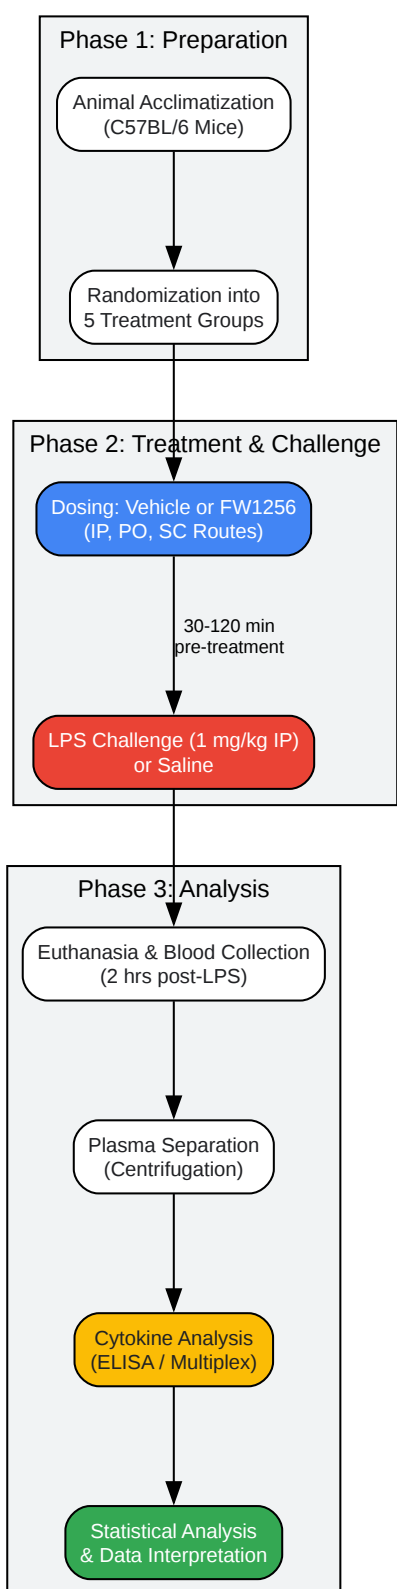 Phase 1: Preparation
Animal Acclimatization
(C57BL/6 Mice)
Randomization into
5 Treatment Groups
Phase 2: Treatment & Challenge
Dosing: Vehicle or FW1256
(IP, PO, SC Routes)
30-120 min
pre-treatment
LPS Challenge (1 mg/kg IP)
or Saline
Phase 3: Analysis
Euthanasia & Blood Collection
(2 hrs post-LPS)
Plasma Separation
(Centrifugation)
Cytokine Analysis
(ELISA / Multiplex)
Statistical Analysis
& Data Interpretation